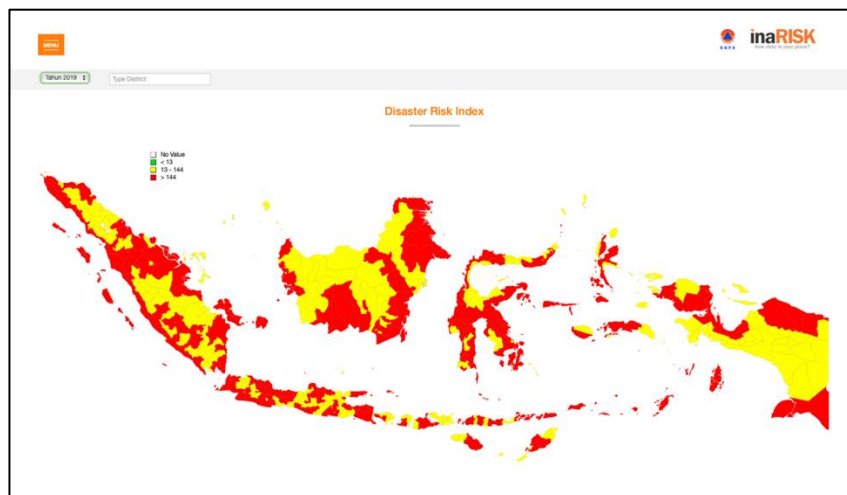 MENU
BNPB
inaRISK
how risky is your place?
Tahun 2019
Type District
Disaster Risk Index
No Value
< 13
13 - 144
> 144